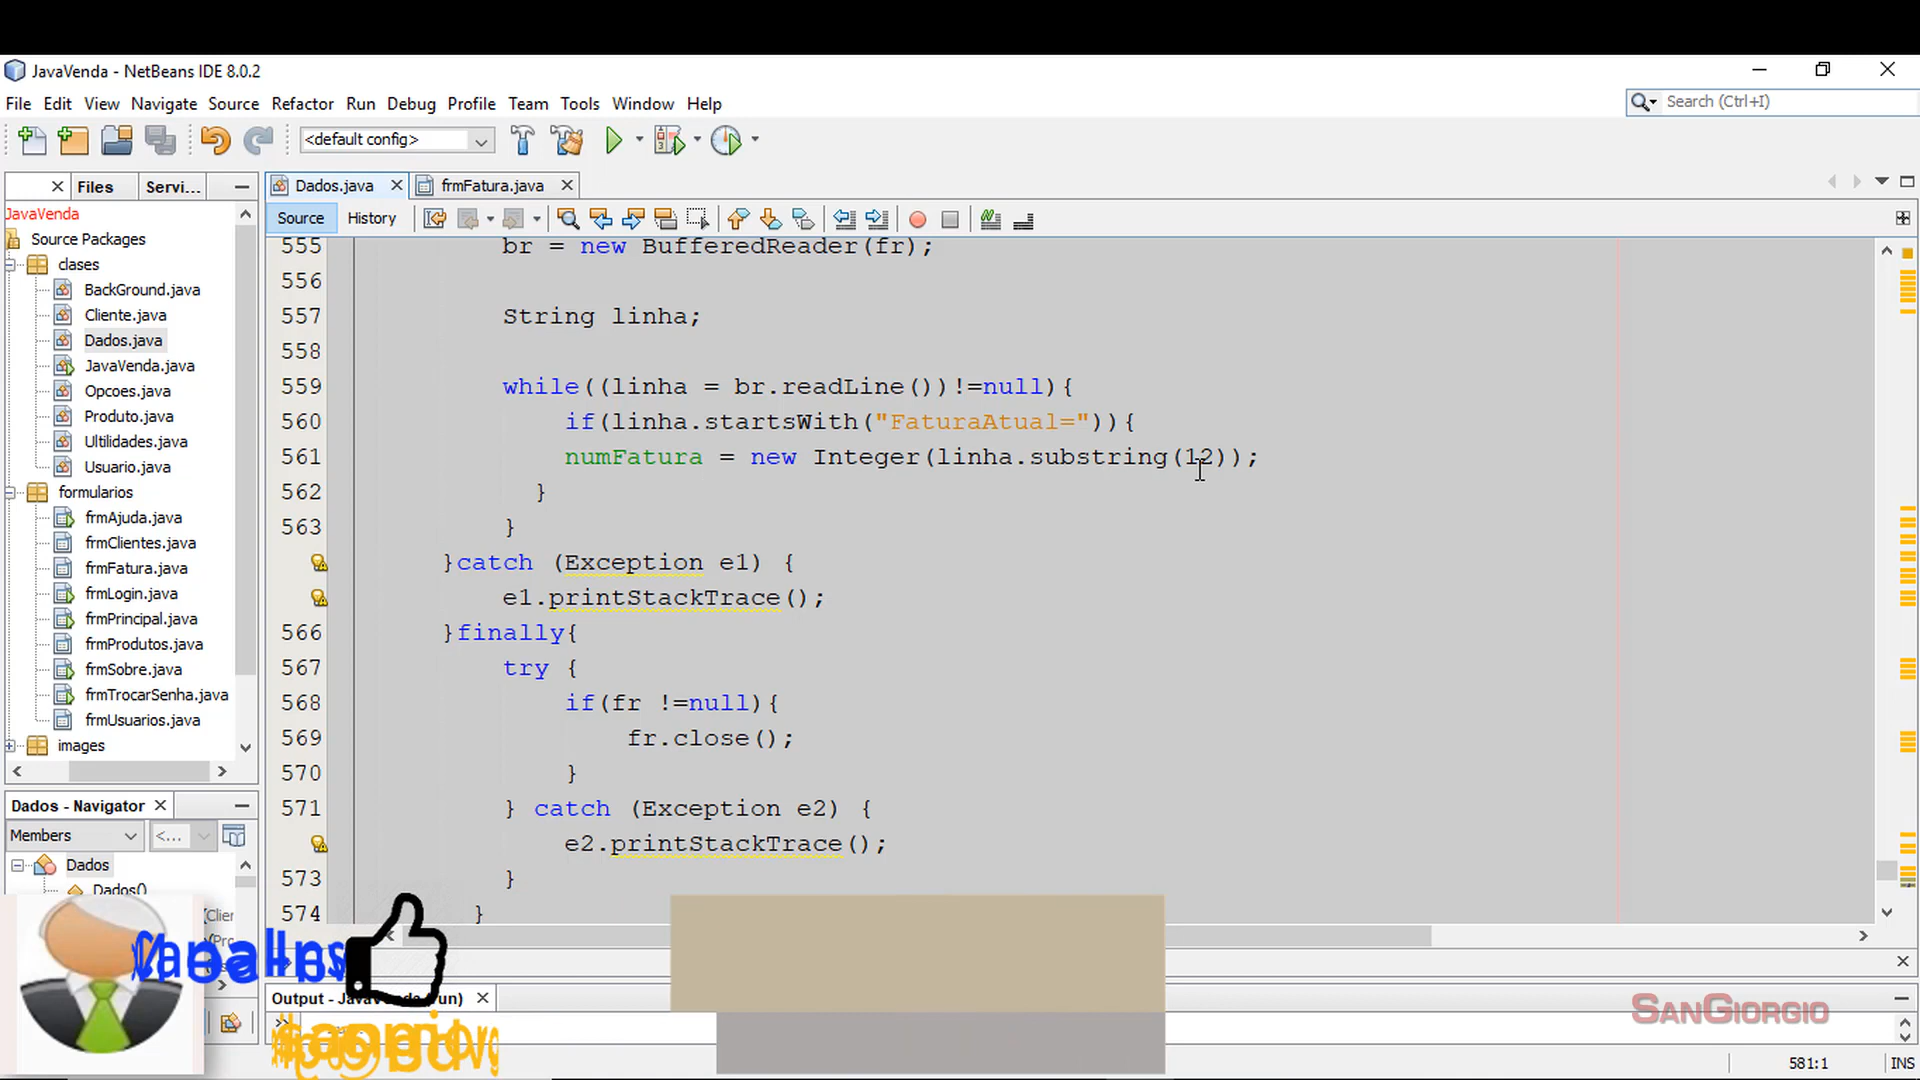 JavaVenda - NetBeans IDE 8.0.2
File Edit View Navigate Source Refactor Run Debug Profile Team Tools Window Help
Search (Ctrl+I)
<default config>
Files Servi...
Dados.java frmFatura.java
JavaVenda
Source Packages
clases
BackGround.java
Cliente.java
Dados.java
JavaVenda.java
Opcoes.java
Produto.java
Ultilidades.java
Usuario.java
formularios
frmAjuda.java
frmClientes.java
frmFatura.java
frmLogin.java
frmPrincipal.java
frmProdutos.java
frmSobre.java
frmTrocarSenha.java
frmUsuarios.java
images
Dados - Navigator
Members <...
Dados
Dados()
Source History
555 br = new BufferedReader(fr);
556
557 String linha;
558
559 while((linha = br.readLine())!=null){
560 if(linha.startsWith("FaturaAtual=")){
561 numFatura = new Integer(linha.substring(12));
562 }
563 }
}catch (Exception e1) {
e1.printStackTrace();
566 }finally{
567 try {
568 if(fr !=null){
569 fr.close();
570 }
571 } catch (Exception e2) {
e2.printStackTrace();
573 }
574 }
SANGIORGIO
581:1 INS